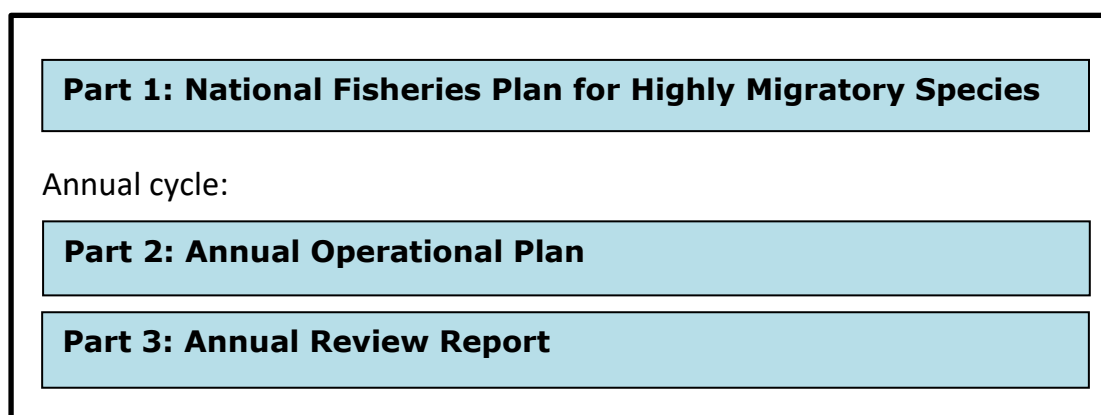 Part 1: National Fisheries Plan for Highly Migratory Species
Annual cycle:
Part 2: Annual Operational Plan
Part 3: Annual Review Report